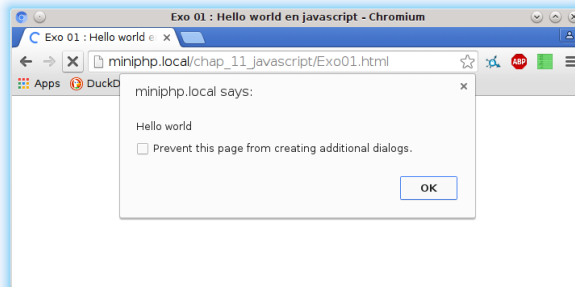 Exo 01 : Hello world en javascript - Chromium
Exo 01 : Hello world e
miniphp.local/chap_11_javascript/Exo01.html
ABP
Apps DuckD
miniphp.local says:
Hello world
Prevent this page from creating additional dialogs.
OK